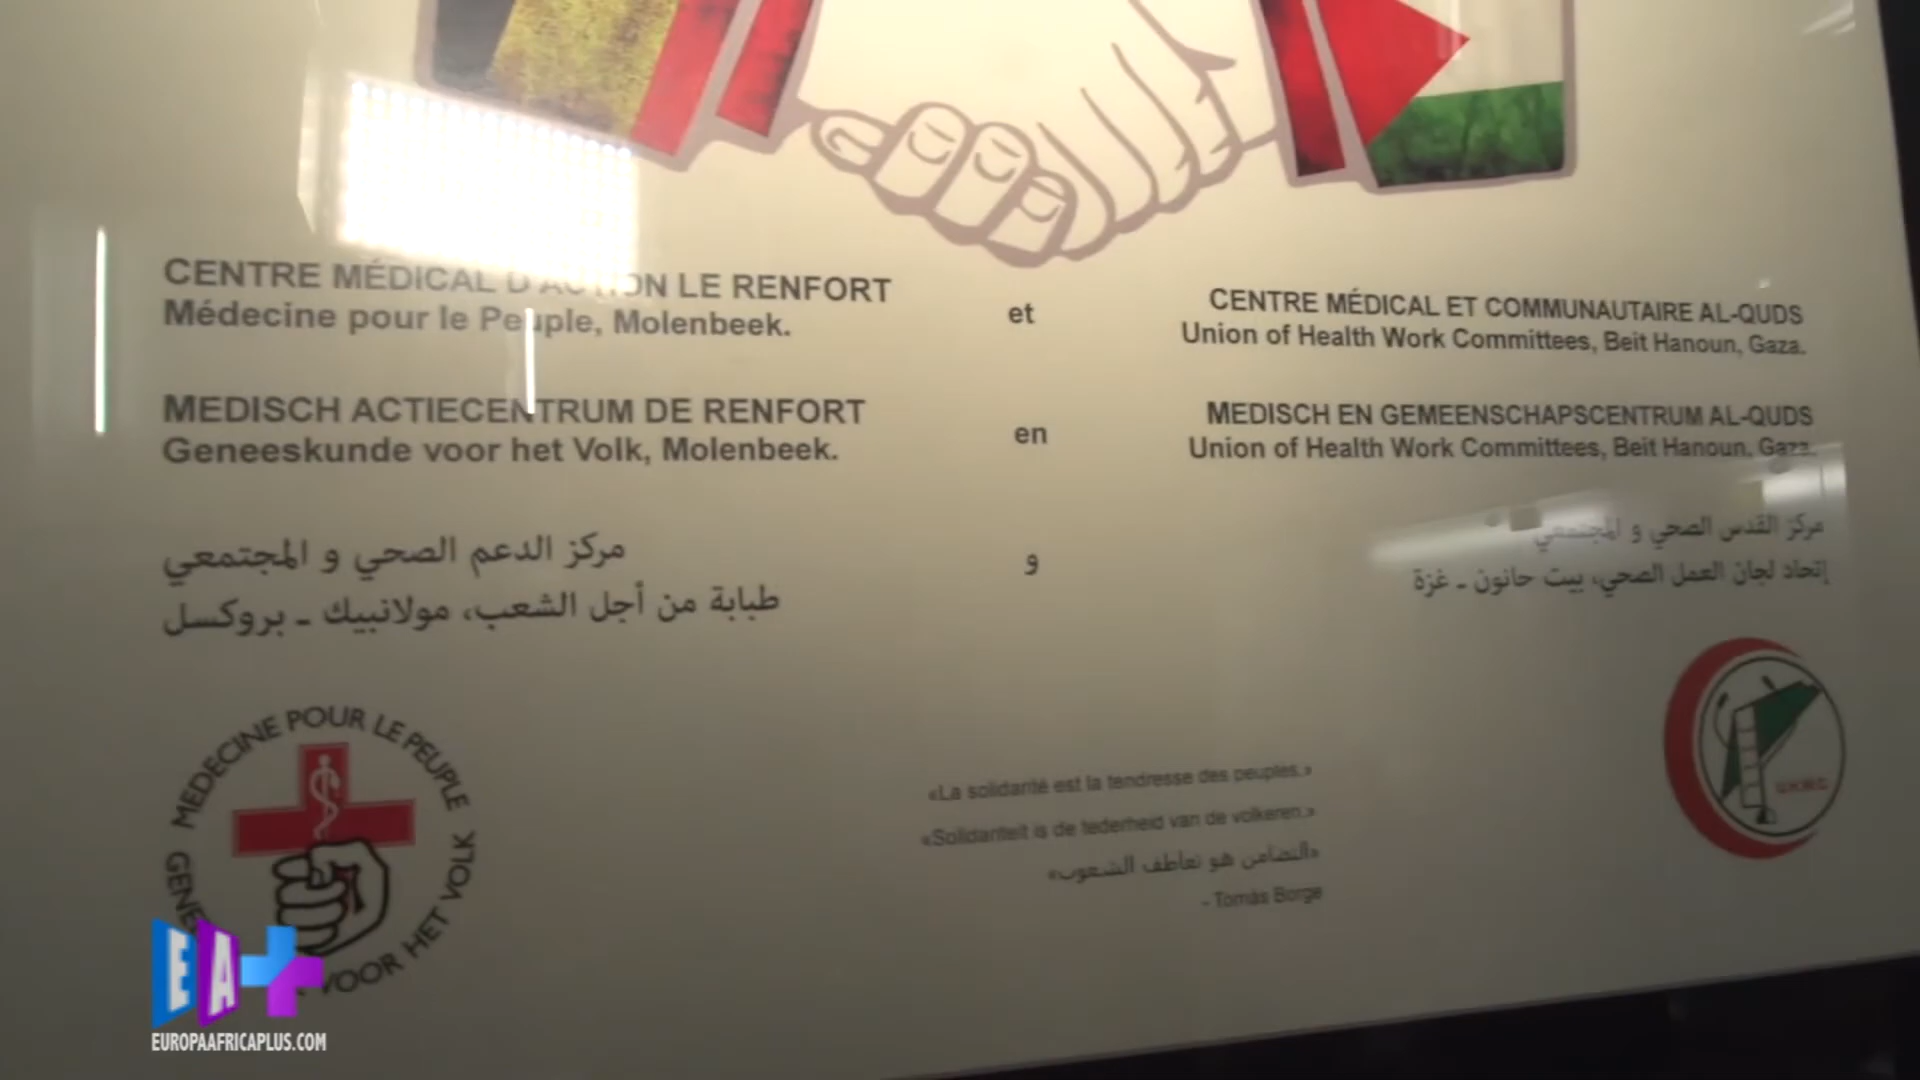 CENTRE MÉDICAL D'ACTION LE RENFORT
Médecine pour le Peuple, Molenbeek.
et
CENTRE MÉDICAL ET COMMUNAUTAIRE AL-QUDS
Union of Health Work Committees, Beit Hanoun, Gaza.
MEDISCH ACTIECENTRUM DE RENFORT
Geneeskunde voor het Volk, Molenbeek.
en
MEDISCH EN GEMEENSCHAPSCENTRUM AL-QUDS
Union of Health Work Committees, Beit Hanoun, Gaza.
مركز الدعم الصحي و المجتمعي
طبابة من أجل الشعب، مولانبيك ـ بروكسل
و
مركز القدس الصحي و المجتمعي
إتحاد لجان العمل الصحي، بيت حانون ـ غزة
MEDECINE POUR LE PEUPLE
VOOR HET VOLK
«La solidarité est la tendresse des peuples.»
«Solidariteit is de tederheid van de volkeren.»
«التضامن هو تعاطف الشعوب»
- Tomás Borge
EA+
EUROPAAFRICAPLUS.COM